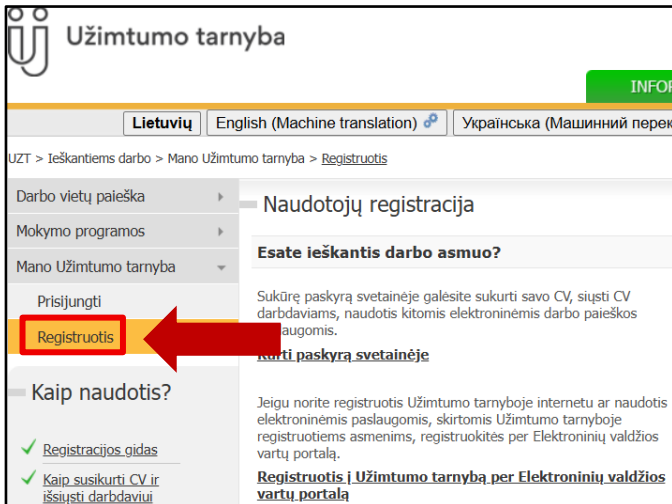 Užimtumo tarnyba
Lietuvių English (Machine translation) Українська (Машинний
UZT > Ieškantiems darbo > Mano Užimtumo tarnyba > Registruotis
Darbo vietų paieška
Mokymo programos
Mano Užimtumo tarnyba
Prisijungti
Registruotis
Kaip naudotis?
Registracijos gidas
Kaip susikurti CV ir
išsiųsti darbdaviui
Naudotojų registracija
Esate ieškantis darbo asmuo?
Sukūrę paskyrą svetainėje galėsite sukurti savo CV, siųsti CV
darbdaviams, naudotis kitomis elektroninėmis darbo paieškos
paskyrą svetainėje
Jeigu norite registruotis Užimtumo tarnyboje internetu ar naudotis
elektroninėmis paslaugomis, skirtomis Užimtumo tarnyboje
registruotiems asmenims, registruokitės per Elektroninių valdžios
vartų portalą.
Registruotis į Užimtumo tarnybą per Elektroninių valdžios
vartų portalą